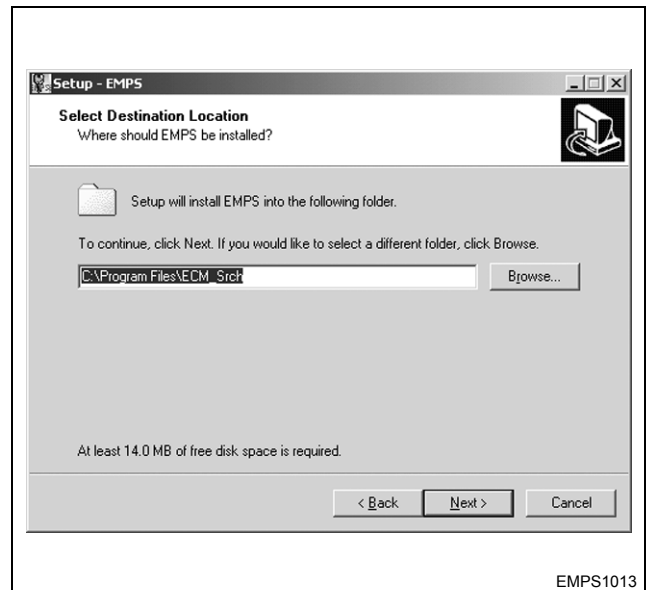 Setup - EMPS
Select Destination Location
Where should EMPS be installed?
Setup will install EMPS into the following folder.
To continue, click Next. If you would like to select a different folder, click Browse.
C:\Program Files\ECM_Srch
Browse...
At least 14.0 MB of free disk space is required.
< Back
Next >
Cancel
EMPS1013